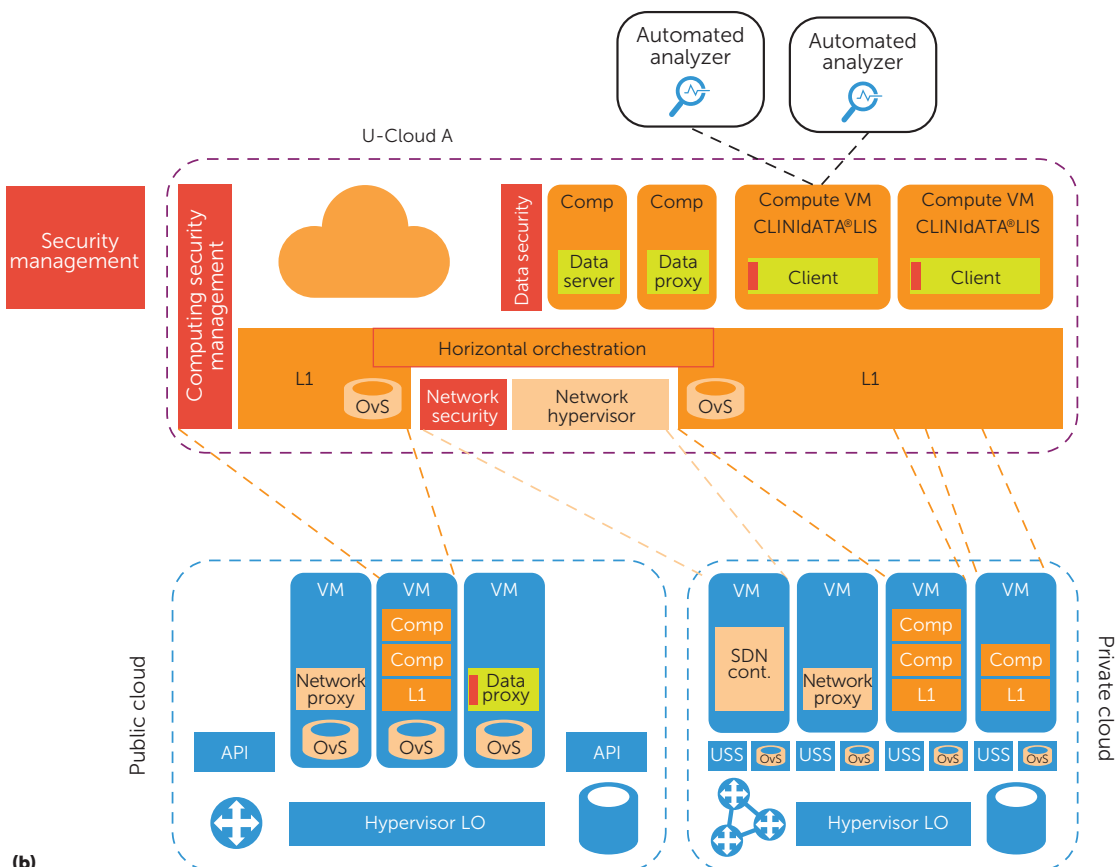 Automated
analyzer
Automated
analyzer
U-Cloud A
Security
management
Computing security
management
Data security
Comp
Data
server
Comp
Data
proxy
Compute VM
CLINIdATA®LIS
Client
Compute VM
CLINIdATA®LIS
Client
Horizontal orchestration
L1
OvS
Network
security
Network
hypervisor
OvS
L1
Public cloud
VM
Network
proxy
OvS
VM
Comp
Comp
L1
OvS
VM
Data
proxy
OvS
API
API
Hypervisor LO
Private cloud
VM
SDN
cont.
VM
Network
proxy
VM
Comp
Comp
L1
VM
Comp
L1
USS
OvS
USS
OvS
USS
OvS
USS
OvS
Hypervisor LO
(b)